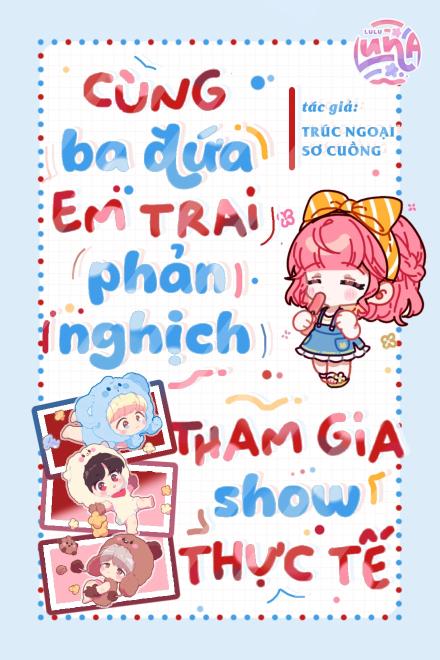 LULU
LUNA
CÙNG
ba đứa
EM TRAI
phản
nghịch
tác giả:
TRÚC NGOẠI
SƠ CUỒNG
THAM GIA
show
THỰC TẾ